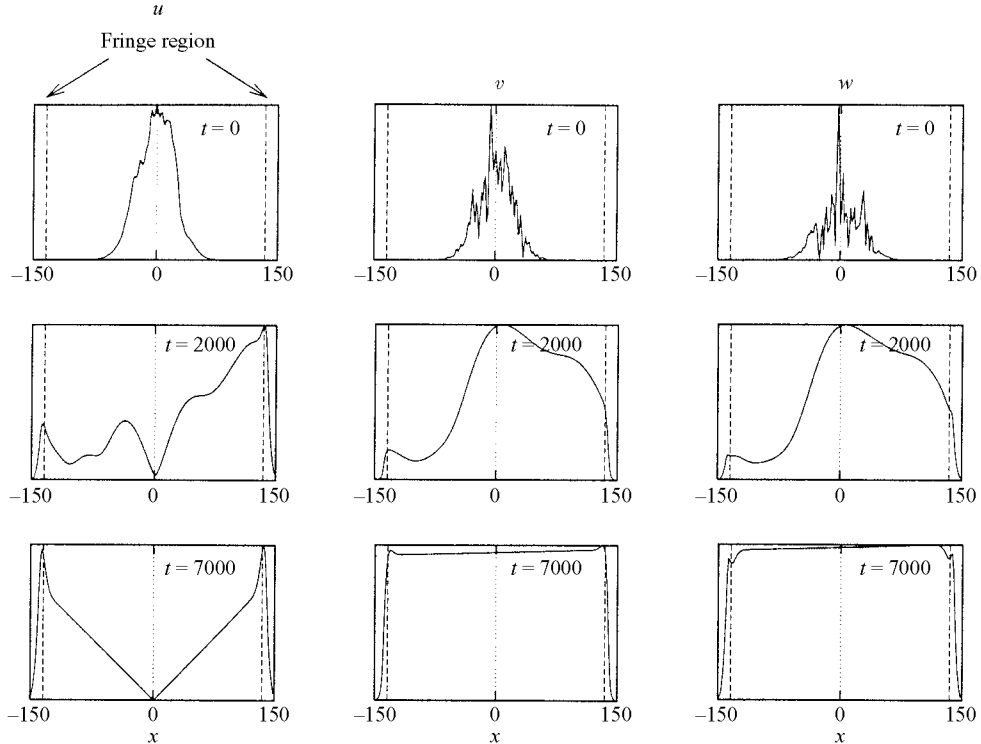 u
Fringe region
v
w
t = 0
t = 0
t = 0
–150 0 150
–150 0 150
–150 0 150
t = 2000
t = 2000
t = 2000
–150 0 150
–150 0 150
–150 0 150
t = 7000
t = 7000
t = 7000
–150 0 150
–150 0 150
–150 0 150
x
x
x